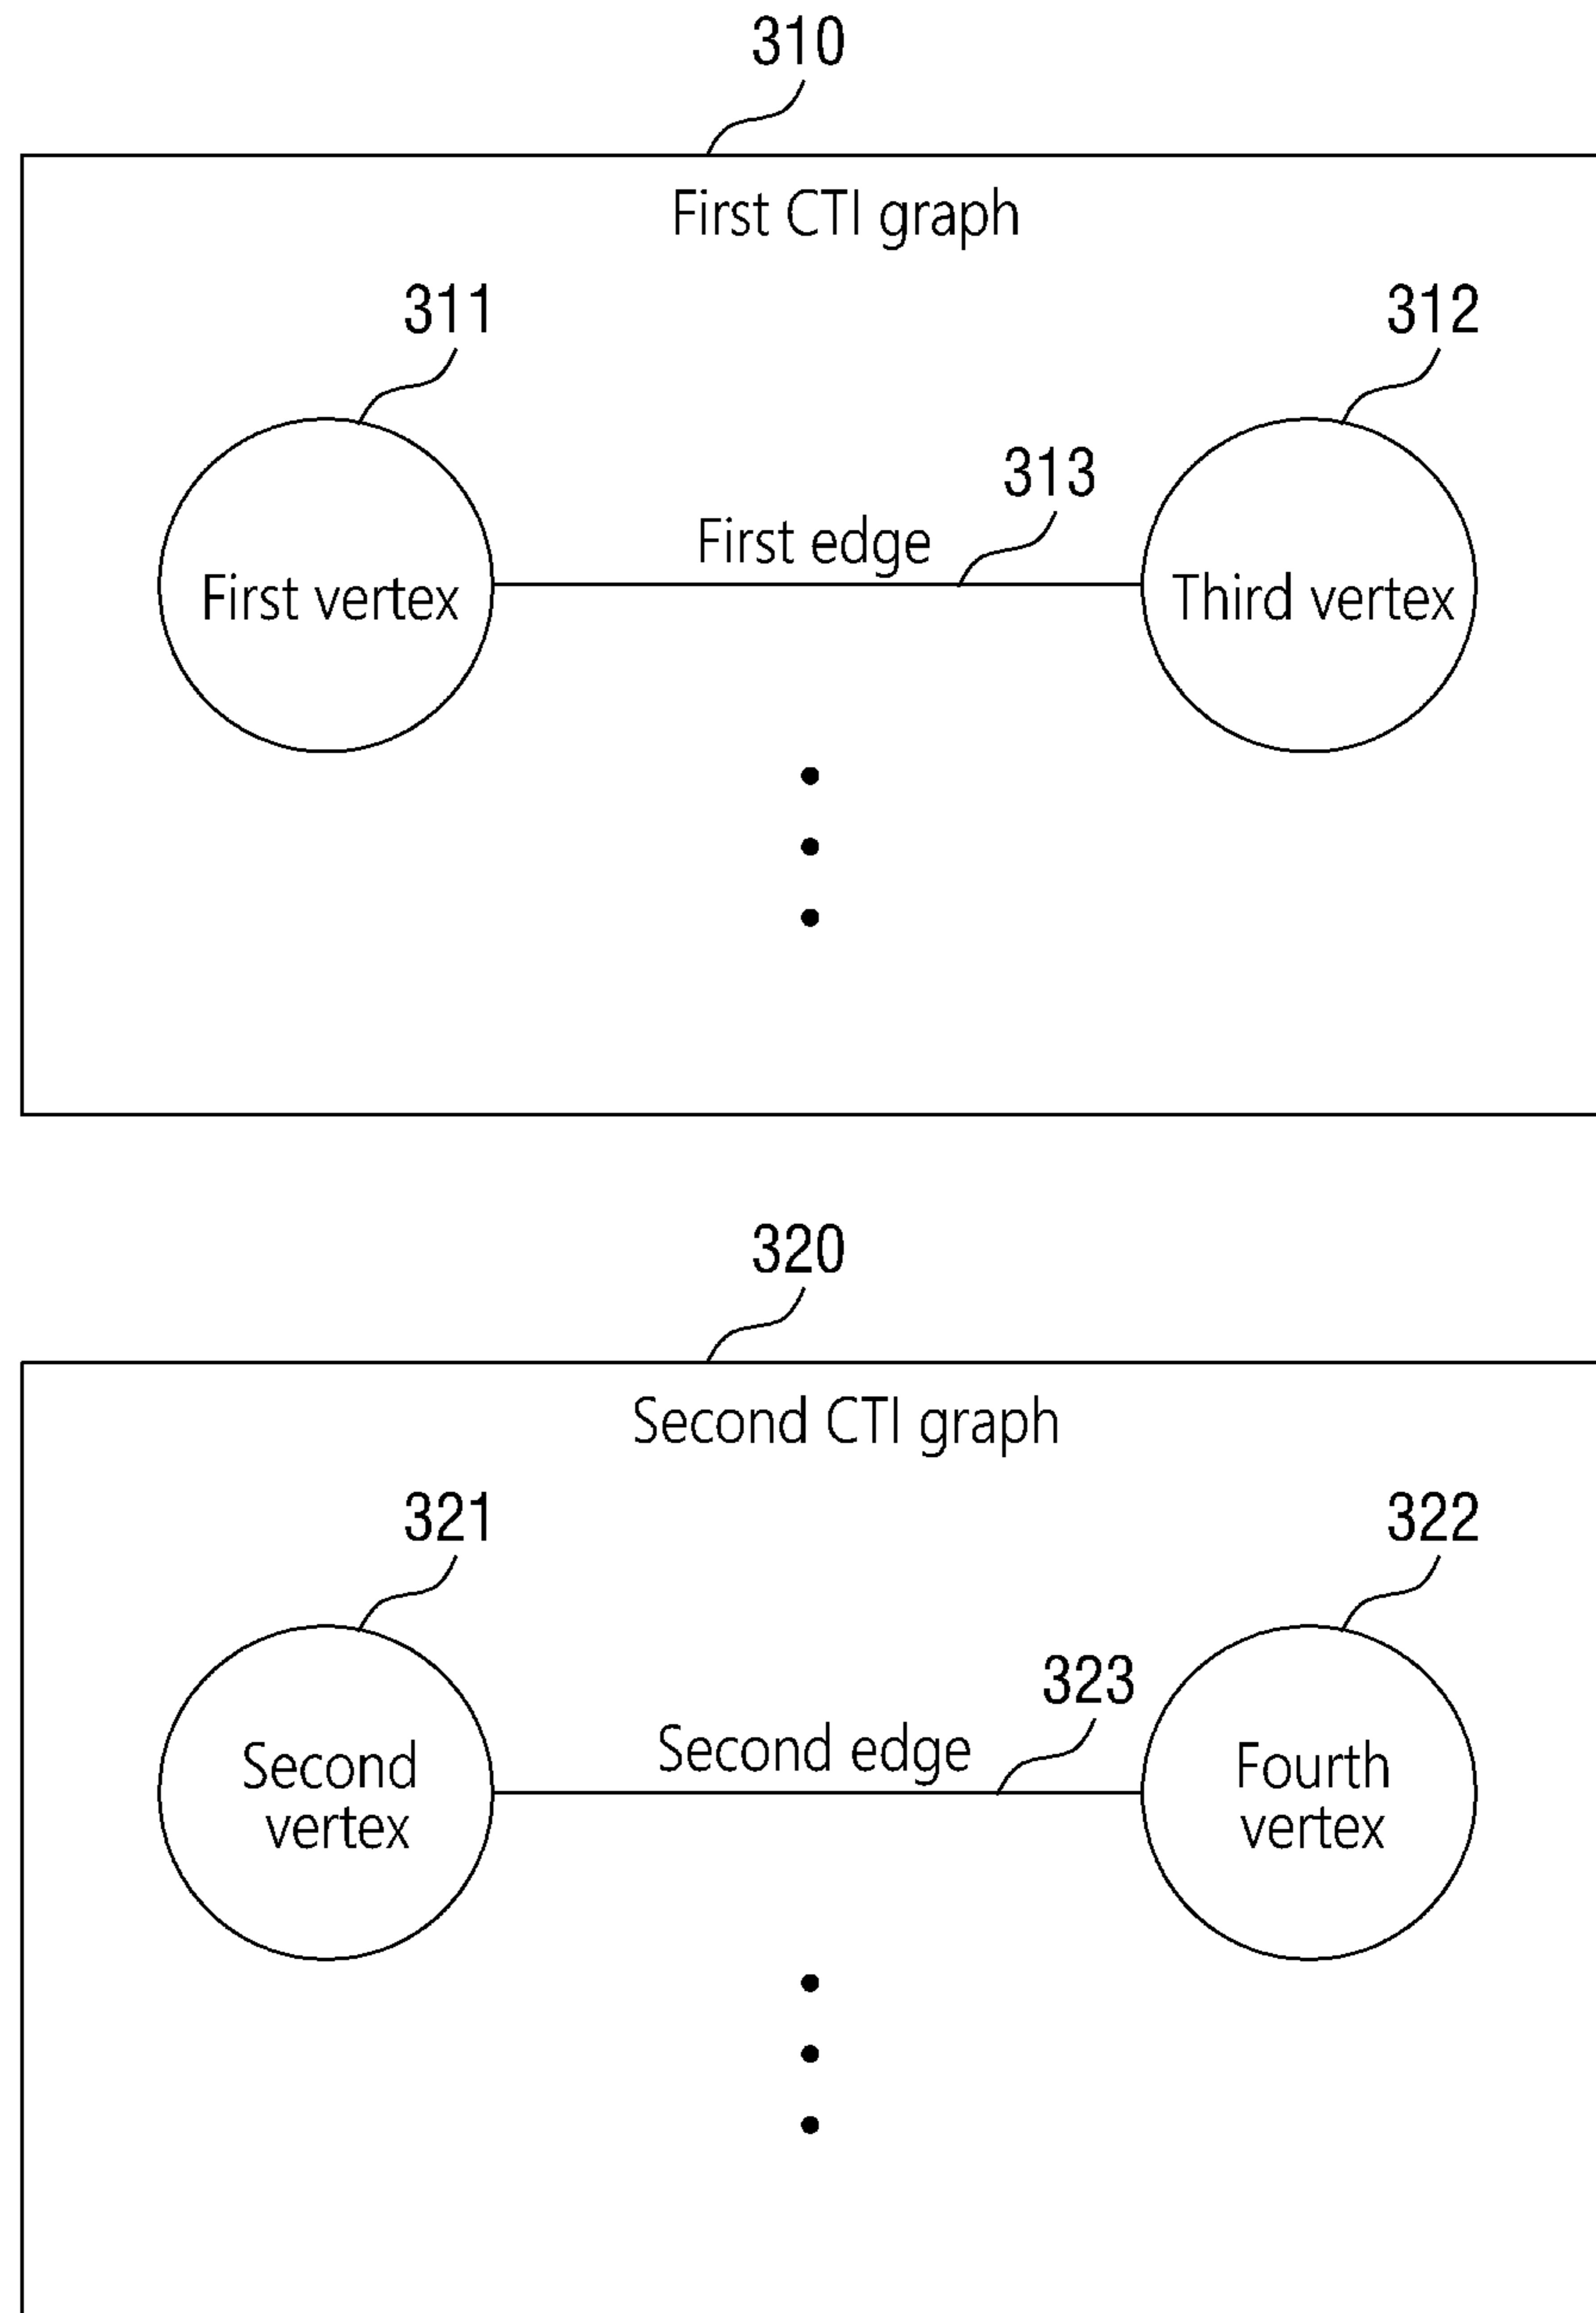 310
First CTI graph
311
312
313
First edge
First vertex
Third vertex
320
Second CTI graph
321
322
323
Second edge
Second
vertex
Fourth
vertex